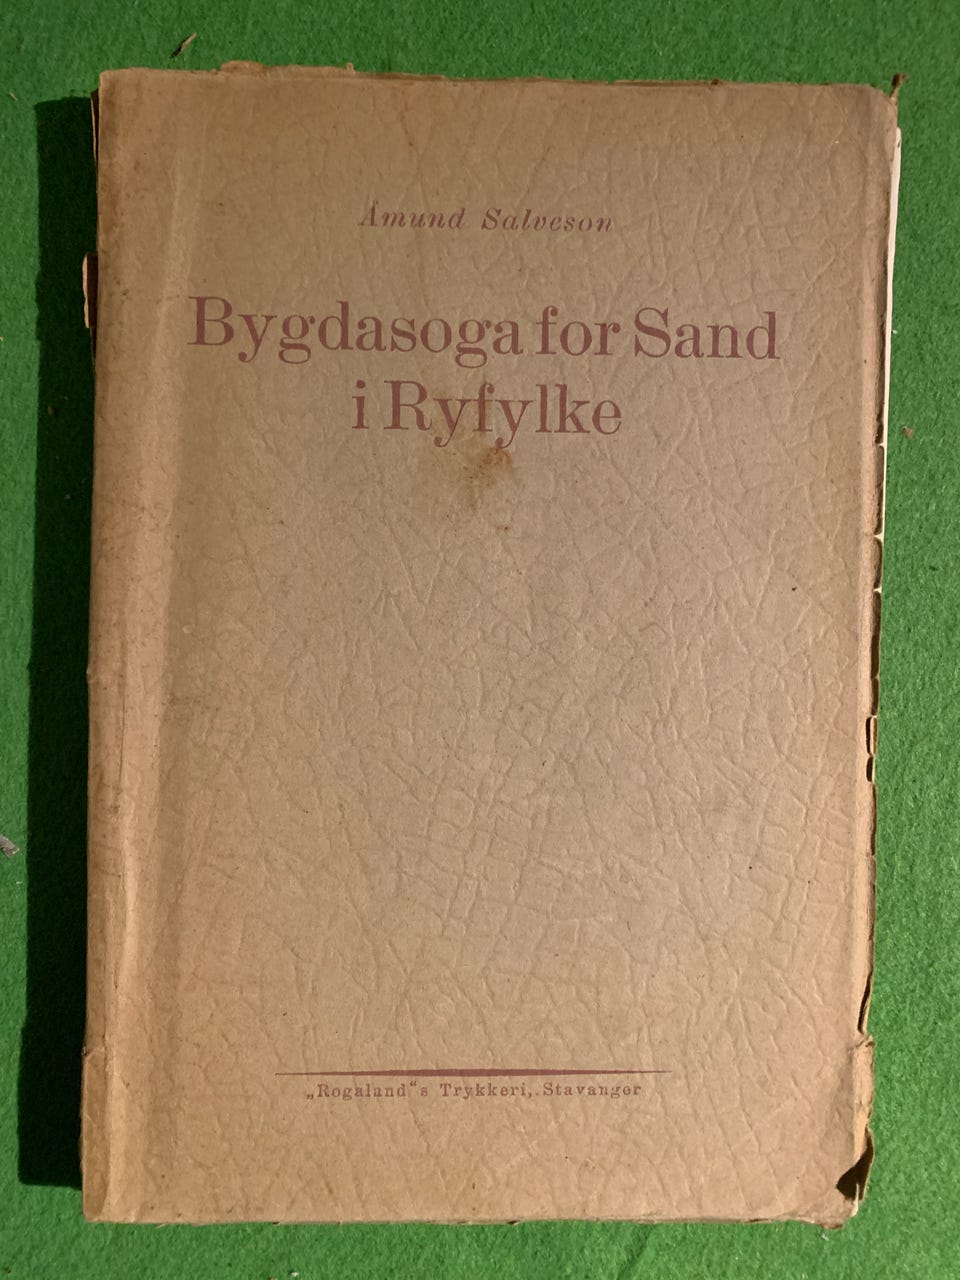 Åmund Salveson
Bygdasoga for Sand
i Ryfylke
„Rogaland“s Trykkeri, Stavanger